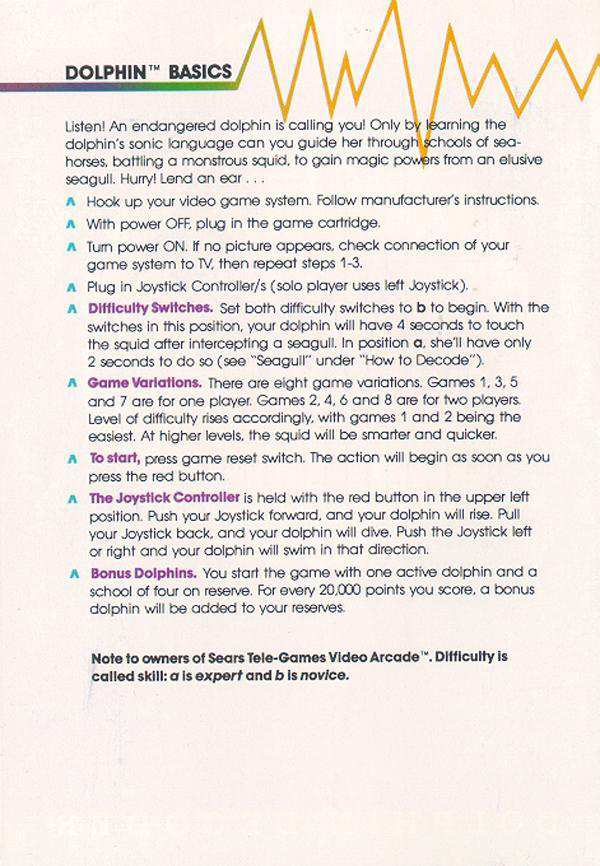 DOLPHIN™ BASICS
Listen! An endangered dolphin is calling you! Only by learning the
dolphin's sonic language can you guide her through schools of sea-
horses, battling a monstrous squid, to gain magic powers from an elusive
seagull. Hurry! Lend an ear . . .
Hook up your video game system. Follow manufacturer's instructions.
With power OFF, plug in the game cartridge.
Turn power ON. If no picture appears, check connection of your
game system to TV, then repeat steps 1-3.
Plug in Joystick Controller/s (solo player uses left Joystick).
Difficulty Switches. Set both difficulty switches to b to begin. With the
switches in this position, your dolphin will have 4 seconds to touch
the squid after intercepting a seagull. In position a, she'll have only
2 seconds to do so (see "Seagull" under "How to Decode").
Game Variations. There are eight game variations. Games 1, 3, 5
and 7 are for one player. Games 2, 4, 6 and 8 are for two players.
Level of difficulty rises accordingly, with games 1 and 2 being the
easiest. At higher levels, the squid will be smarter and quicker.
To start, press game reset switch. The action will begin as soon as you
press the red button.
The Joystick Controller is held with the red button in the upper left
position. Push your Joystick forward, and your dolphin will rise. Pull
your Joystick back, and your dolphin will dive. Push the Joystick left
or right and your dolphin will swim in that direction.
Bonus Dolphins. You start the game with one active dolphin and a
school of four on reserve. For every 20,000 points you score, a bonus
dolphin will be added to your reserves.
Note to owners of Sears Tele-Games Video Arcade™. Difficulty is
called skill: a is expert and b is novice.